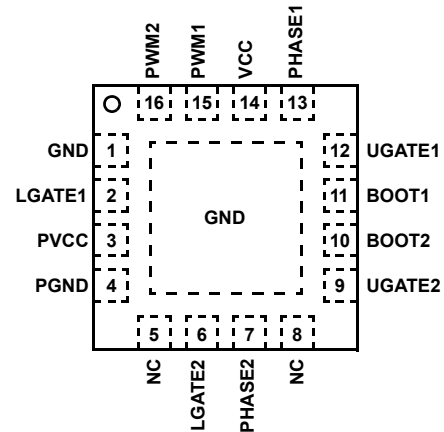 PWM2 PWM1 VCC PHASE1
16 15 14 13
GND 1 12 UGATE1
LGATE1 2 11 BOOT1
GND
PVCC 3 10 BOOT2
PGND 4 9 UGATE2
5 6 7 8
NC LGATE2 PHASE2 NC